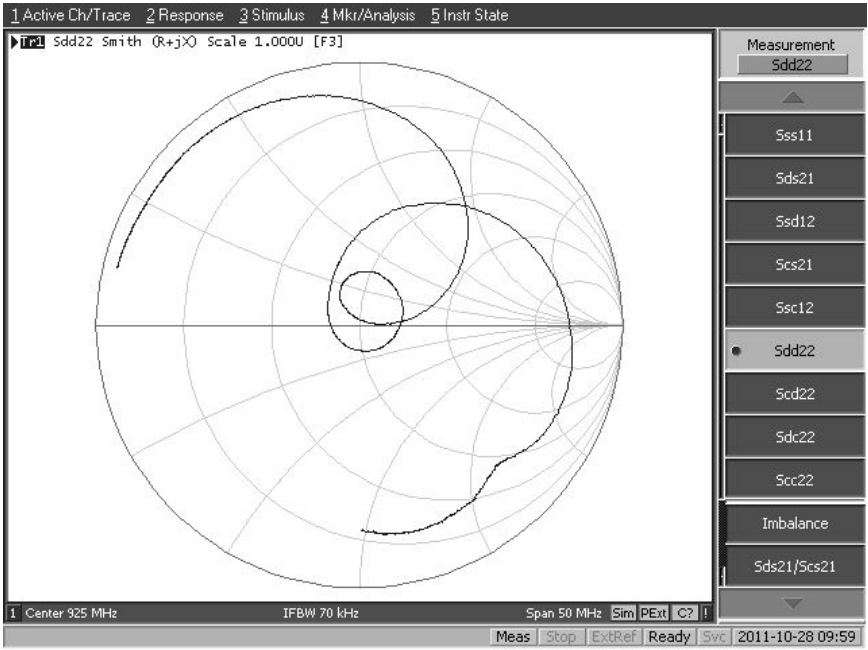 1 Active Ch/Trace 2 Response 3 Stimulus 4 Mkr/Analysis 5 Instr State
Tr1 Sdd22 Smith (R+jX) Scale 1.000U [F3]
Measurement
Sdd22
Sss11
Sds21
Ssd12
Scs21
Ssc12
Sdd22
Scd22
Sdc22
Scc22
Imbalance
Sds21/Scs21
1 Center 925 MHz IFBW 70 kHz Span 50 MHz Sim PExt C? !
Meas Stop ExtRef Ready Svc 2011-10-28 09:59